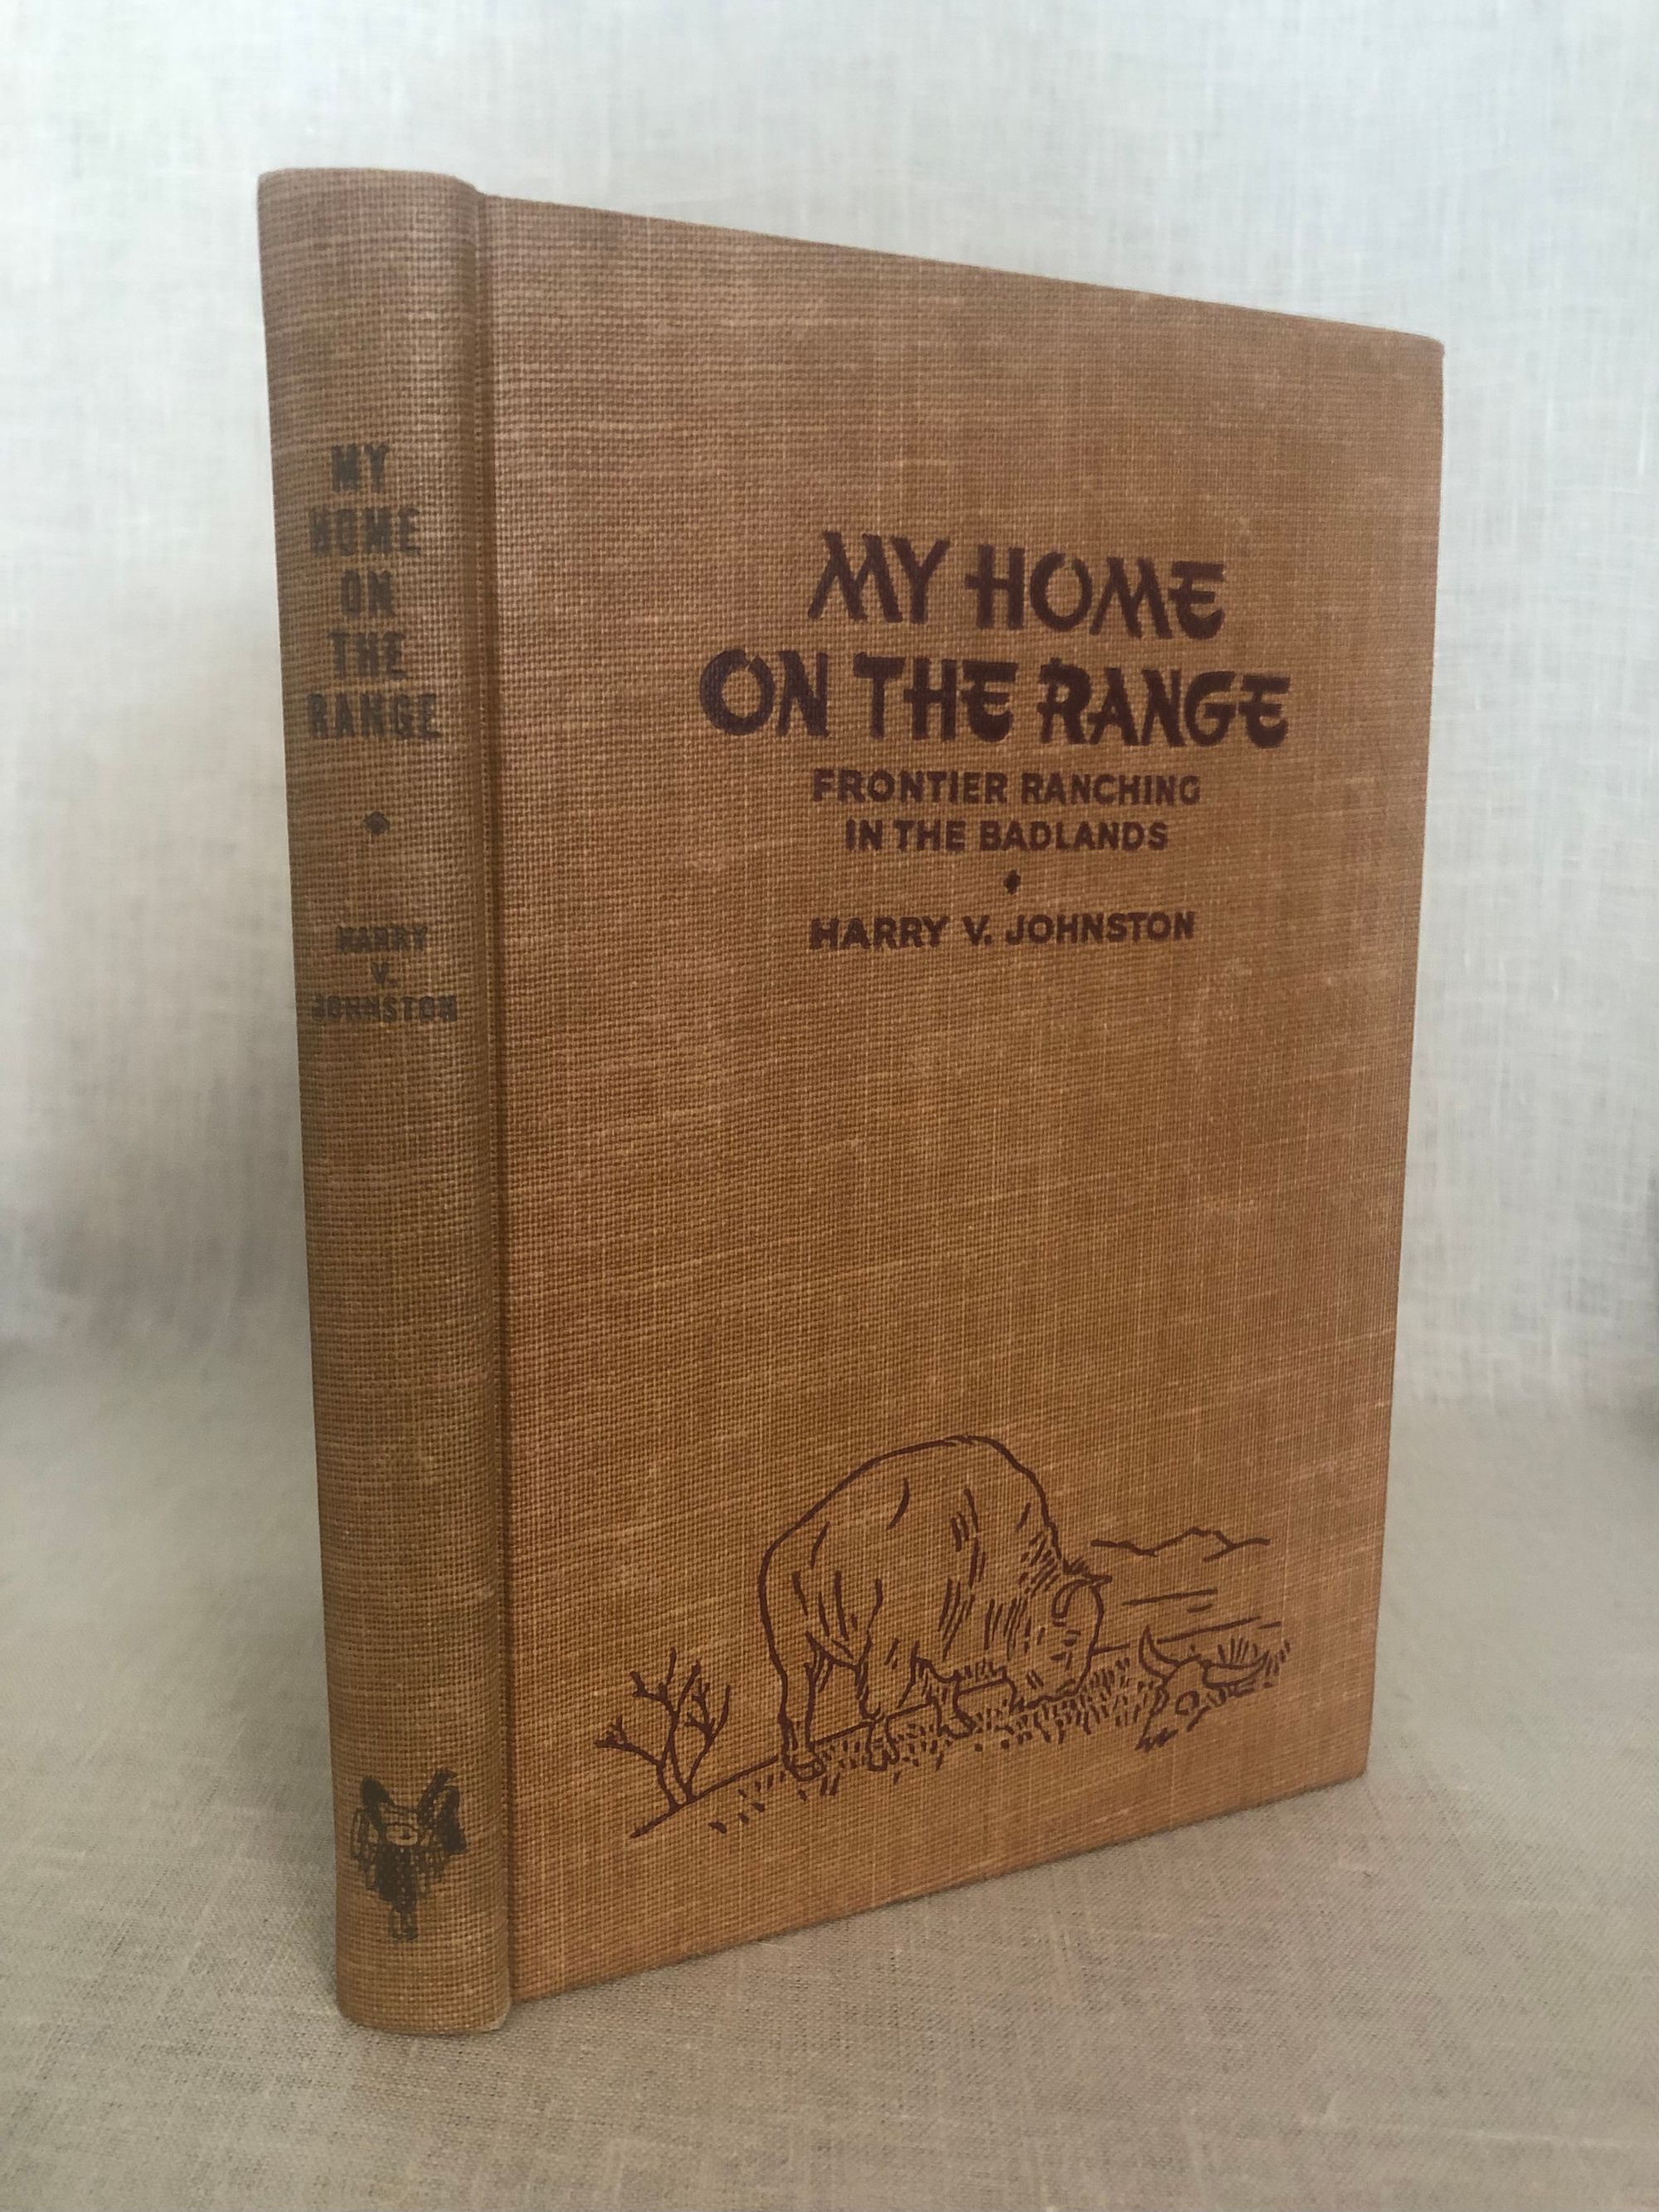 MY
HOME
ON
THE
RANGE
HARRY
V.
JOHNSTON
MY HOME
ON THE RANGE
FRONTIER RANCHING
IN THE BADLANDS
HARRY V. JOHNSTON